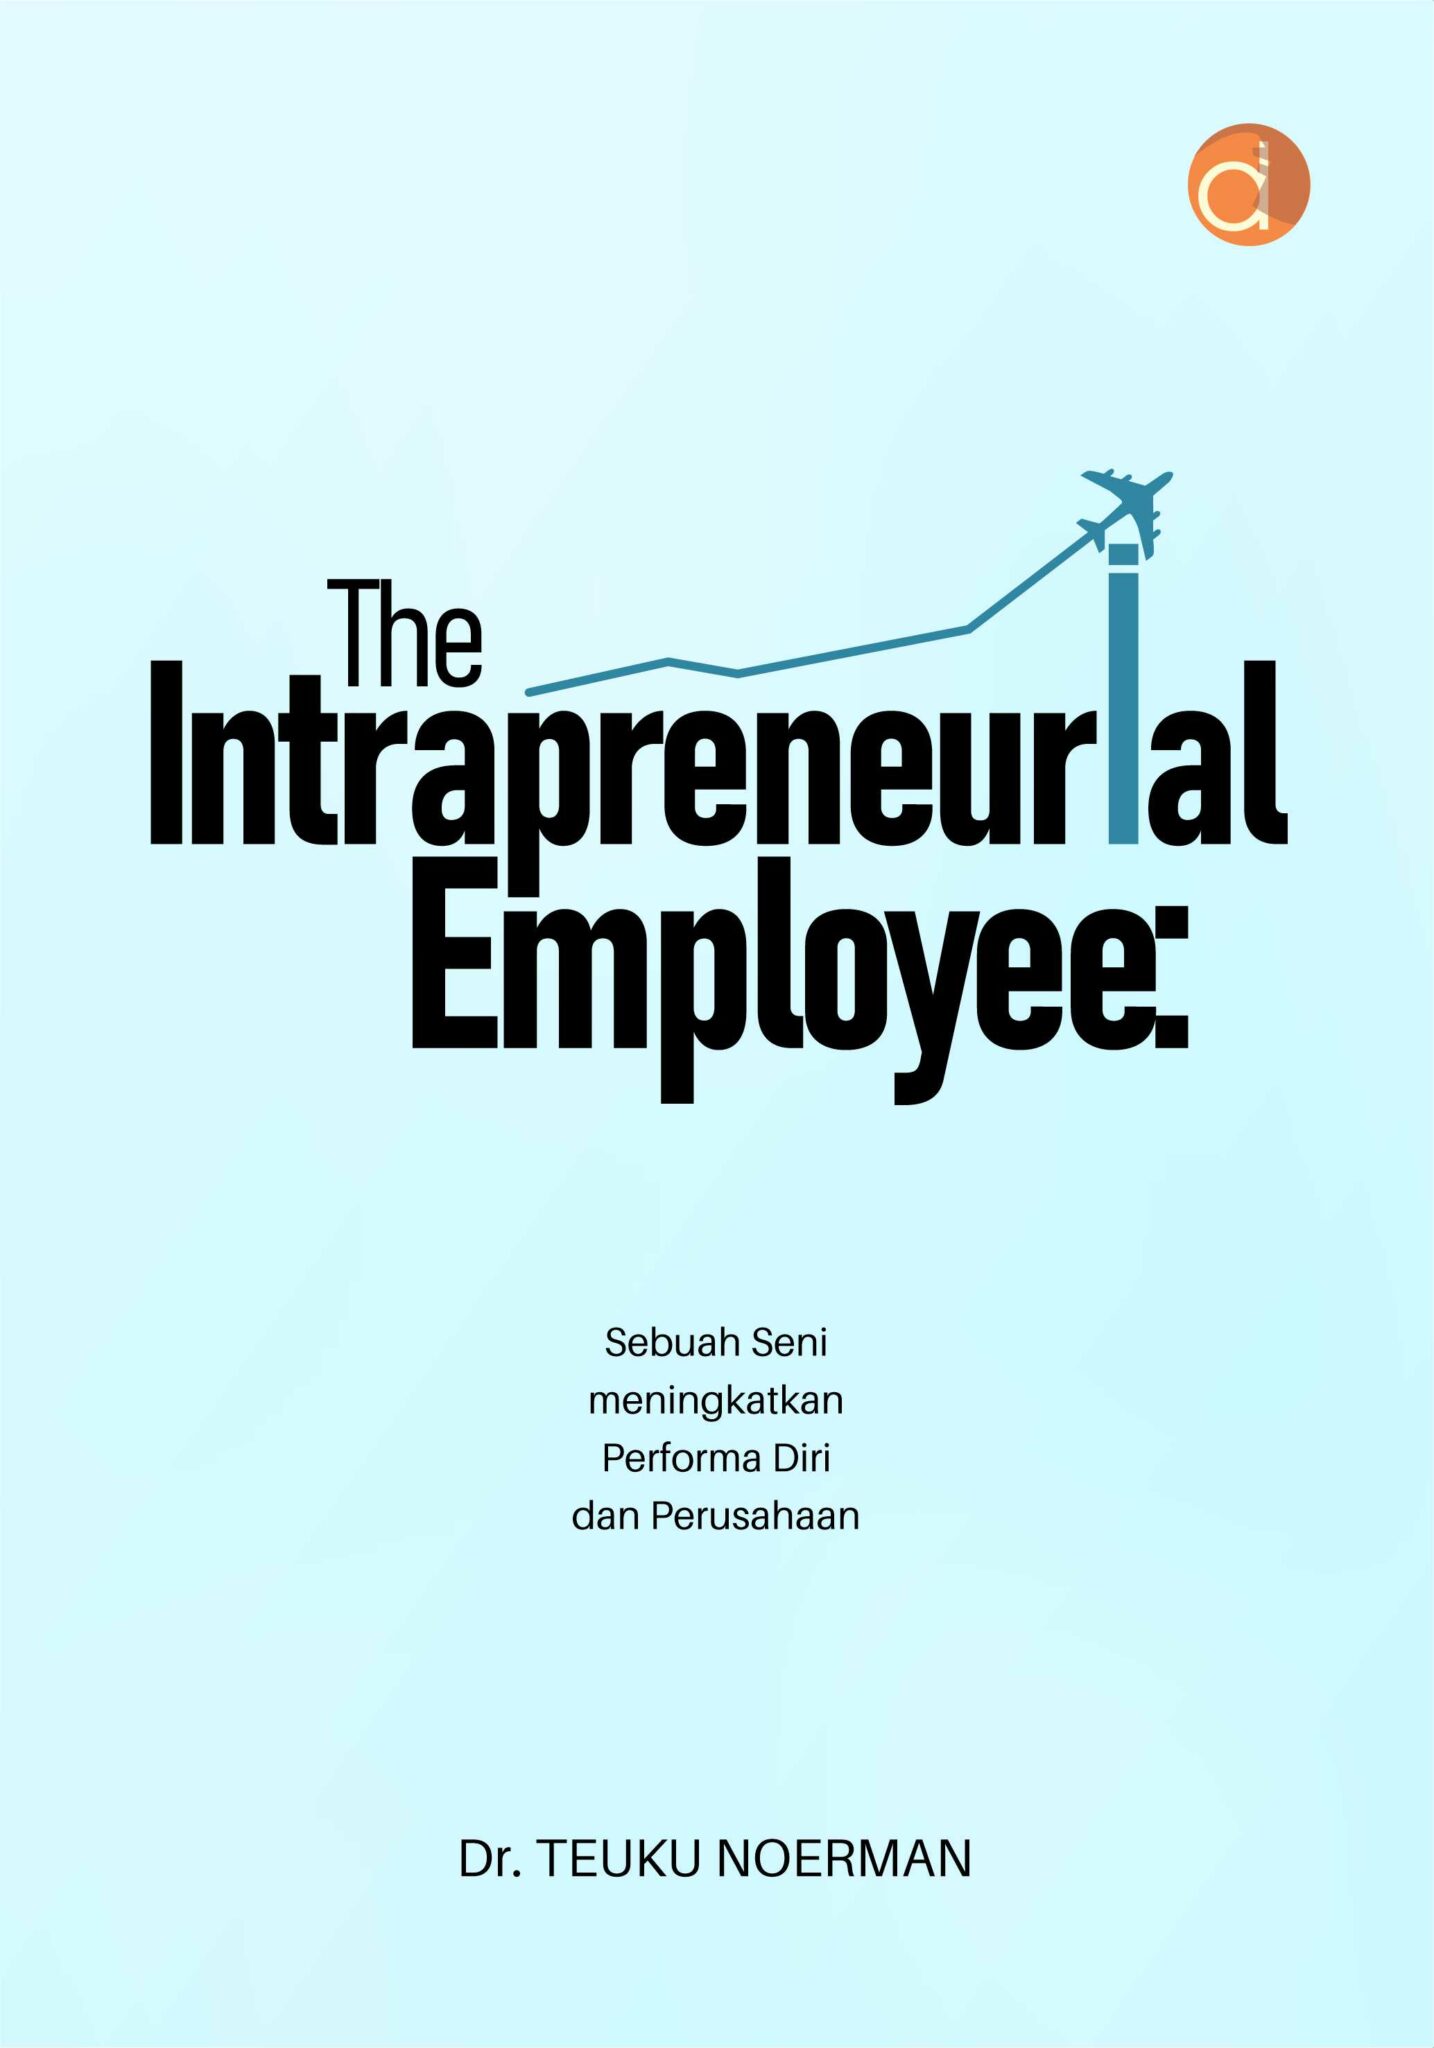 d
The
Intrapreneurial
Employee:
Sebuah Seni
meningkatkan
Performa Diri
dan Perusahaan
Dr. TEUKU NOERMAN